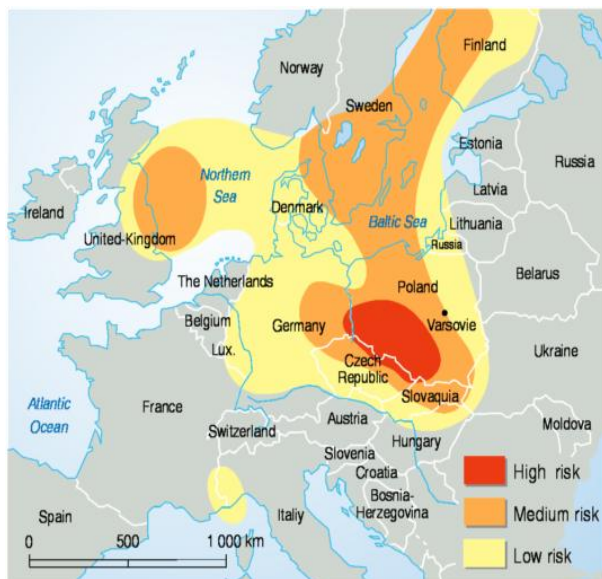 Finland
Norway
Sweden
Estonia
Russia
Northern
Sea
Latvia
Denmark
Baltic Sea
Lithuania
Ireland
Russia
United-Kingdom
Belarus
The Netherlands
Poland
Belgium
Germany
Varsovie
Lux.
Czech
Republic
Ukraine
Slovaquia
Atlantic
Ocean
France
Austria
Moldova
Switzerland
Hungary
Slovenia
Croatia
High risk
Bosnia-
Herzegovina
Medium risk
Spain
Italiy
Low risk
0 500 1 000 km